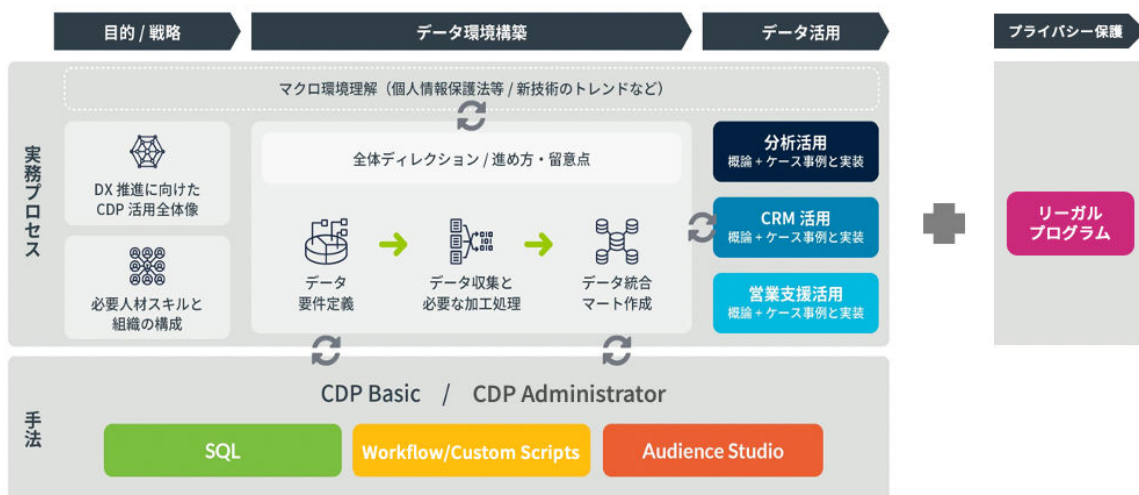 目的 / 戦略
データ環境構築
データ活用
プライバシー保護
実務プロセス
マクロ環境理解（個人情報保護法等 / 新技術のトレンドなど）
DX 推進に向けた
CDP 活用全体像
必要人材スキルと
組織の構成
全体ディレクション / 進め方・留意点
データ
要件定義
データ収集と
必要な加工処理
データ統合
マート作成
分析活用
概論 + ケース事例と実装
CRM 活用
概論 + ケース事例と実装
営業支援活用
概論 + ケース事例と実装
リーガル
プログラム
手法
CDP Basic / CDP Administrator
SQL
Workflow/Custom Scripts
Audience Studio